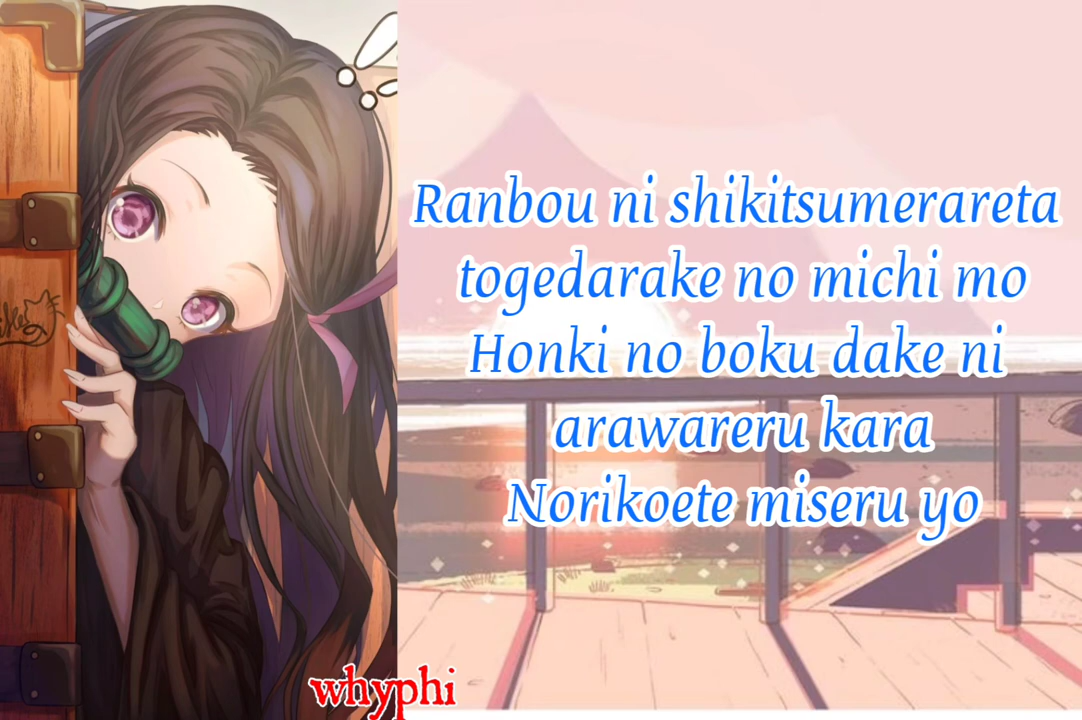 Ranbou ni shikitsumerareta
togedarake no michi mo
Honki no boku dake ni
arawareru kara
Norikoete miseru yo
whyphi